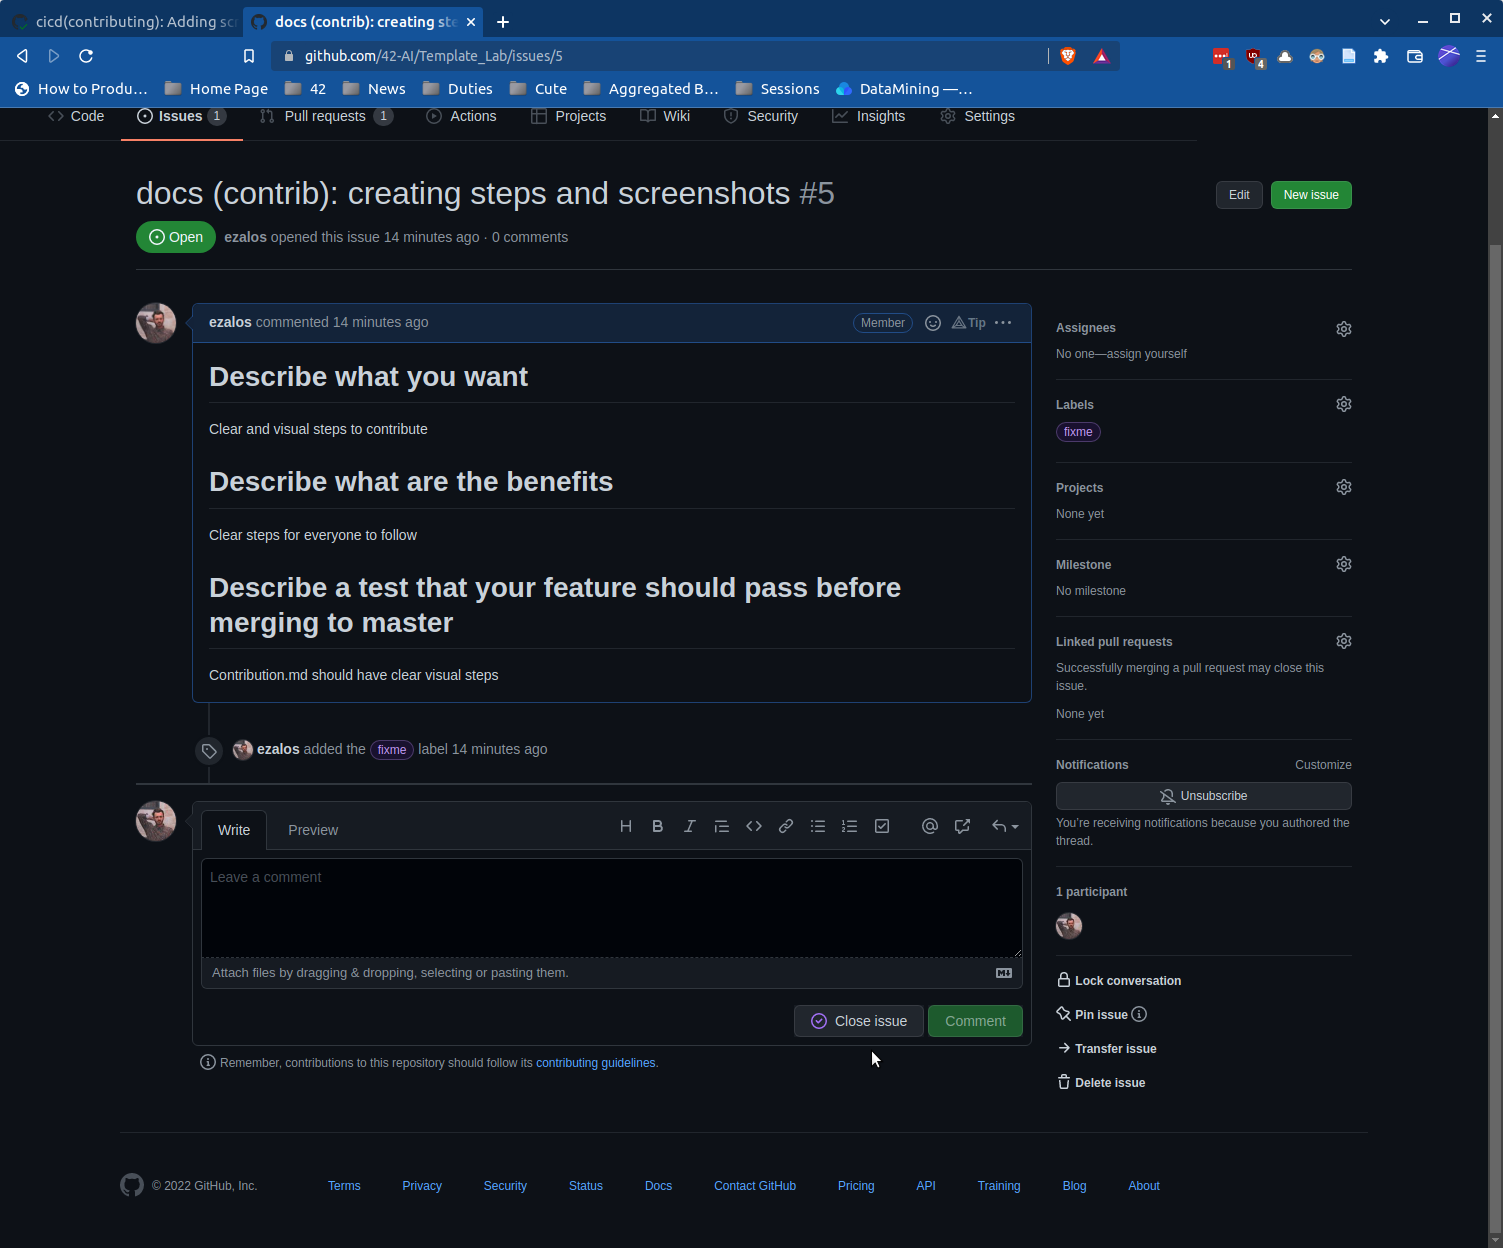 cicd(contributing): Adding scr
docs (contrib): creating ste
github.com/42-AI/Template_Lab/issues/5
1
4
How to Produ...
Home Page
42
News
Duties
Cute
Aggregated B...
Sessions
DataMining —...
Code
Issues 1
Pull requests 1
Actions
Projects
Wiki
Security
Insights
Settings
docs (contrib): creating steps and screenshots #5
Edit
New issue
Open
ezalos opened this issue 14 minutes ago · 0 comments
ezalos commented 14 minutes ago
Member
Tip
Describe what you want
Clear and visual steps to contribute
Describe what are the benefits
Clear steps for everyone to follow
Describe a test that your feature should pass before
merging to master
Contribution.md should have clear visual steps
ezalos added the fixme label 14 minutes ago
Write
Preview
Leave a comment
Attach files by dragging & dropping, selecting or pasting them.
Close issue
Comment
Remember, contributions to this repository should follow its contributing guidelines.
Assignees
No one—assign yourself
Labels
fixme
Projects
None yet
Milestone
No milestone
Linked pull requests
Successfully merging a pull request may close this
issue.
None yet
Notifications
Customize
Unsubscribe
You're receiving notifications because you authored the
thread.
1 participant
Lock conversation
Pin issue
Transfer issue
Delete issue
© 2022 GitHub, Inc.
Terms
Privacy
Security
Status
Docs
Contact GitHub
Pricing
API
Training
Blog
About